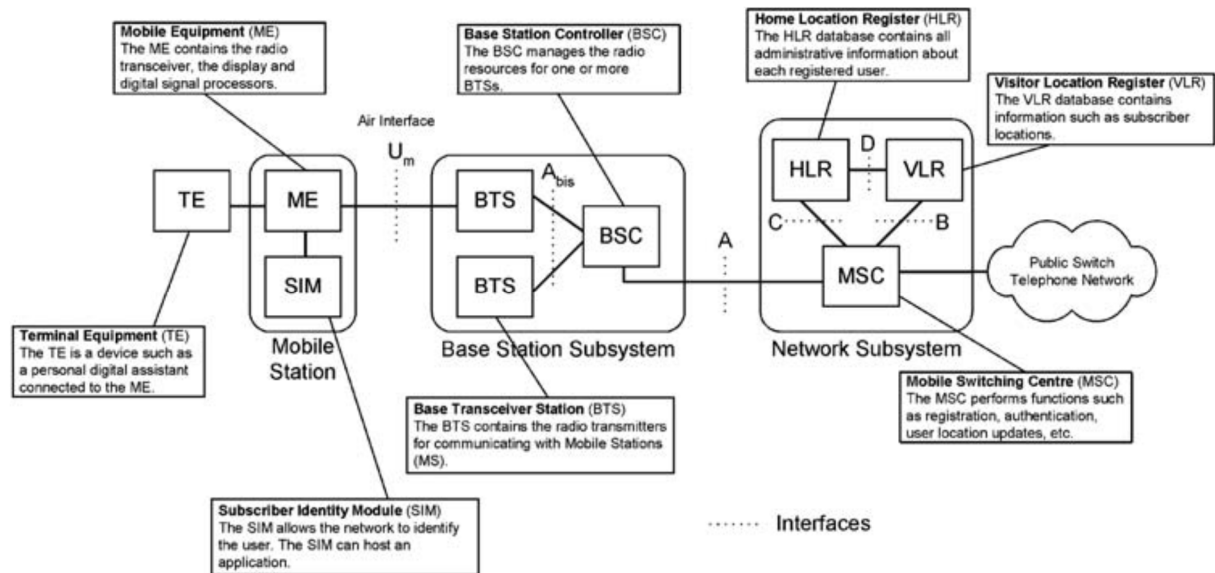 Mobile Equipment (ME)
The ME contains the radio
transceiver, the display and
digital signal processors.
Base Station Controller (BSC)
The BSC manages the radio
resources for one or more
BTSs.
Home Location Register (HLR)
The HLR database contains all
administrative information about
each registered user.
Visitor Location Register (VLR)
The VLR database contains
information such as subscriber
locations.
Air Interface
Um
Abis
A
D
C
B
TE
ME
SIM
BTS
BTS
BSC
HLR
VLR
MSC
Public Switch
Telephone Network
Mobile
Station
Base Station Subsystem
Network Subsystem
Terminal Equipment (TE)
The TE is a device such as
a personal digital assistant
connected to the ME.
Base Transceiver Station (BTS)
The BTS contains the radio transmitters
for communicating with Mobile Stations
(MS).
Mobile Switching Centre (MSC)
The MSC performs functions such
as registration, authentication,
user location updates, etc.
Subscriber Identity Module (SIM)
The SIM allows the network to identify
the user. The SIM can host an
application.
Interfaces